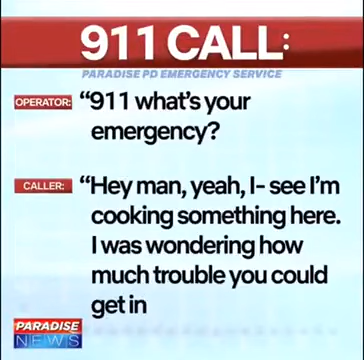 911 CALL:
PARADISE PD EMERGENCY SERVICE
OPERATOR: “911 what's your
emergency?
CALLER: “Hey man, yeah, I- see I'm
cooking something here.
I was wondering how
much trouble you could
get in
PARADISE
NEWS